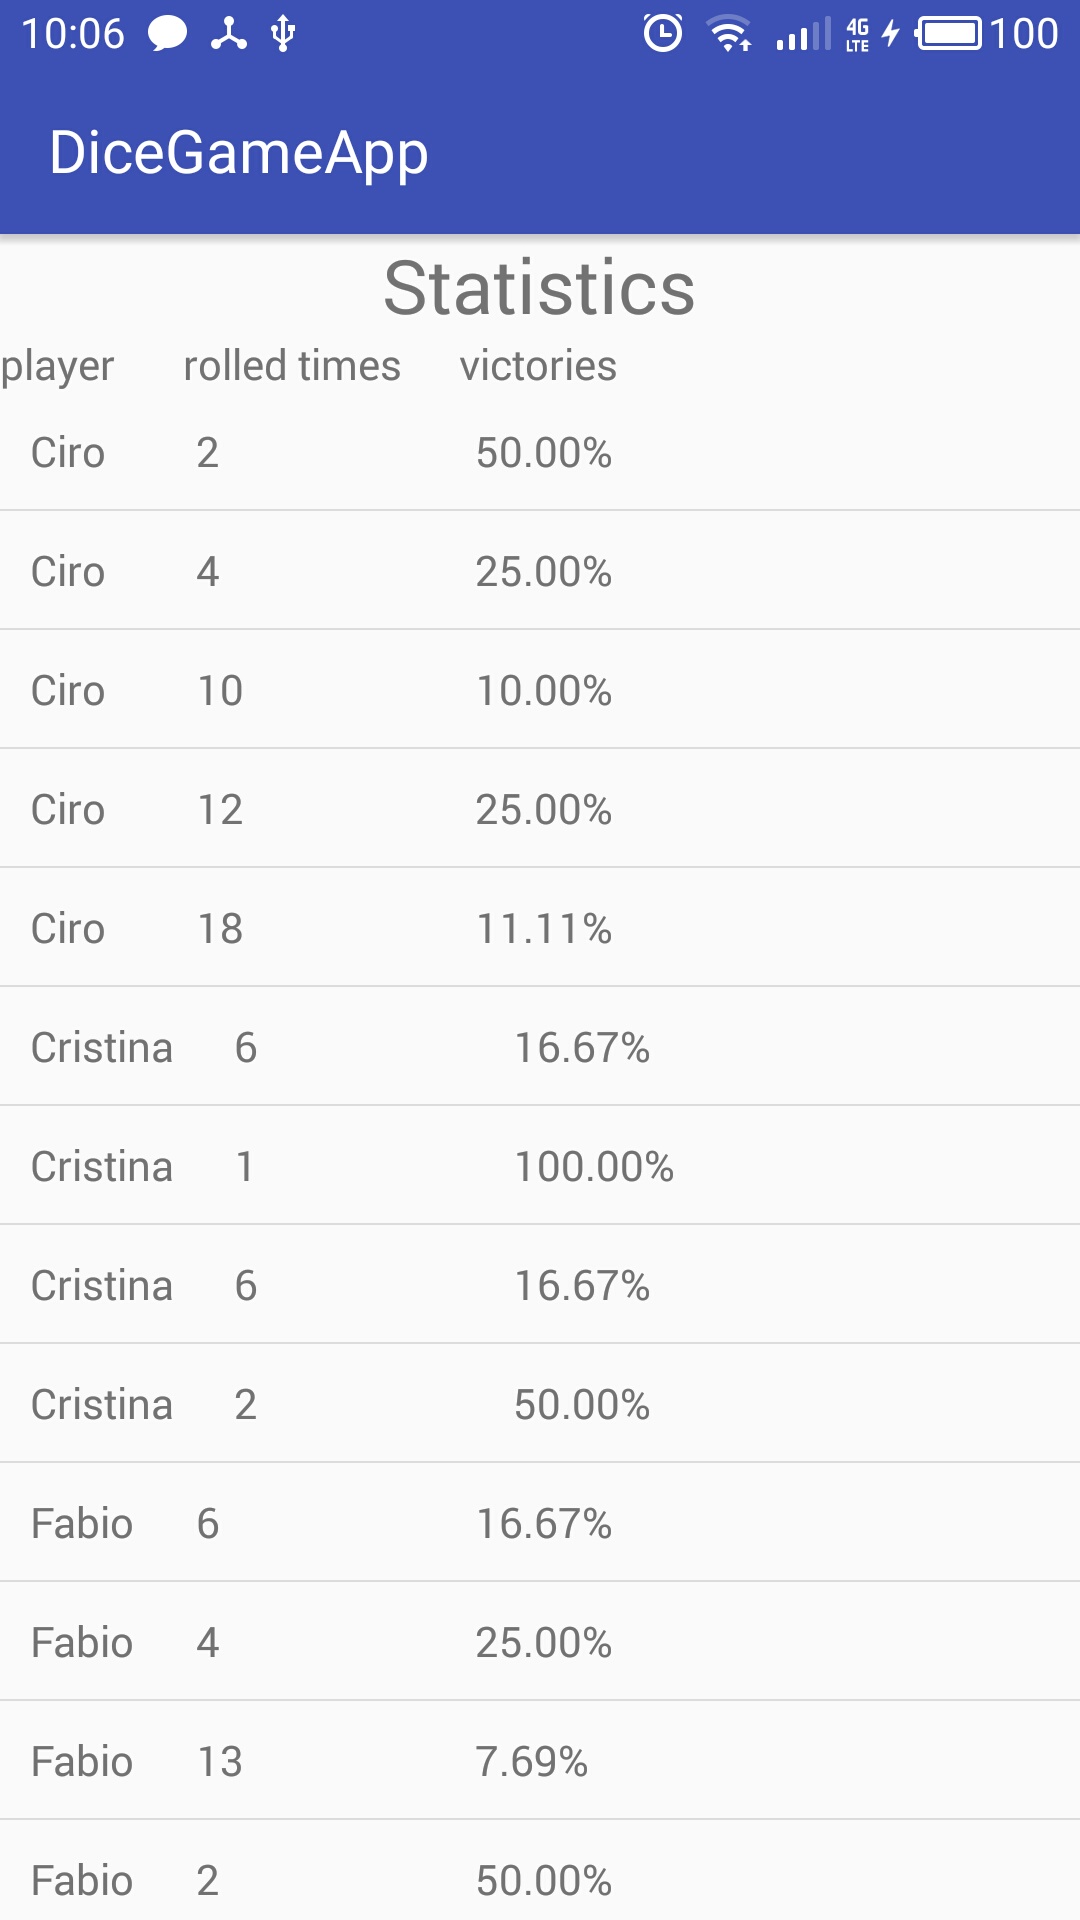 10:06 4G LTE 100
DiceGameApp
Statistics
player rolled times victories
Ciro 2 50.00%
Ciro 4 25.00%
Ciro 10 10.00%
Ciro 12 25.00%
Ciro 18 11.11%
Cristina 6 16.67%
Cristina 1 100.00%
Cristina 6 16.67%
Cristina 2 50.00%
Fabio 6 16.67%
Fabio 4 25.00%
Fabio 13 7.69%
Fabio 2 50.00%